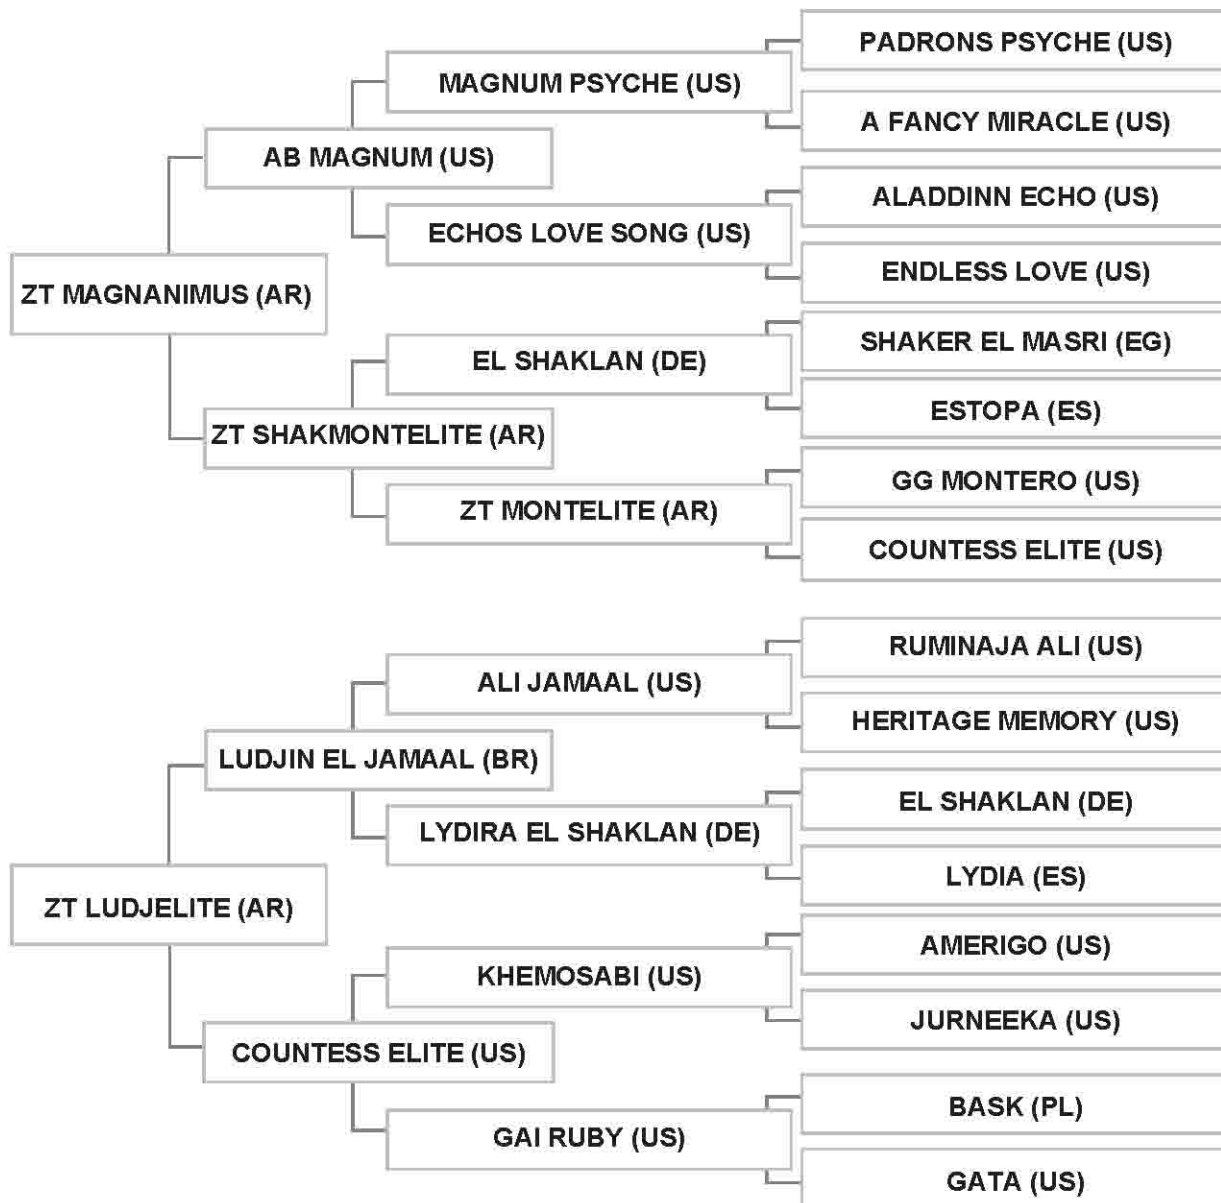 PADRONS PSYCHE (US)
MAGNUM PSYCHE (US)
A FANCY MIRACLE (US)
AB MAGNUM (US)
ALADDINN ECHO (US)
ECHOS LOVE SONG (US)
ENDLESS LOVE (US)
ZT MAGNANIMUS (AR)
SHAKER EL MASRI (EG)
EL SHAKLAN (DE)
ESTOPA (ES)
ZT SHAKMONTELITE (AR)
GG MONTERO (US)
ZT MONTELITE (AR)
COUNTESS ELITE (US)
RUMINAJA ALI (US)
ALI JAMAAL (US)
HERITAGE MEMORY (US)
LUDJIN EL JAMAAL (BR)
EL SHAKLAN (DE)
LYDIRA EL SHAKLAN (DE)
LYDIA (ES)
ZT LUDJELITE (AR)
AMERIGO (US)
KHEMOSABI (US)
JURNEEKA (US)
COUNTESS ELITE (US)
BASK (PL)
GAI RUBY (US)
GATA (US)